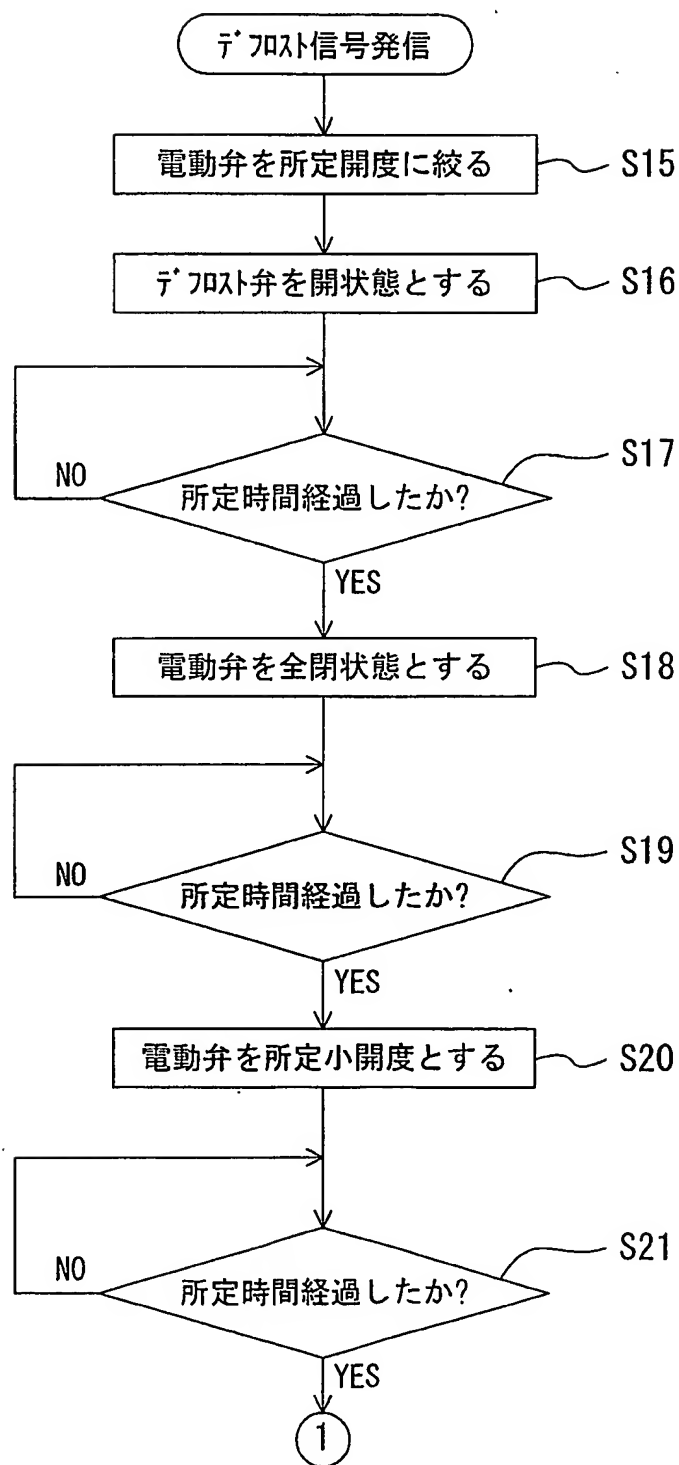 デフロスト信号発信
電動弁を所定開度に絞る
S15
デフロスト弁を開状態とする
S16
S17
NO
所定時間経過したか?
YES
電動弁を全閉状態とする
S18
S19
NO
所定時間経過したか?
YES
電動弁を所定小開度とする
S20
S21
NO
所定時間経過したか?
YES
1